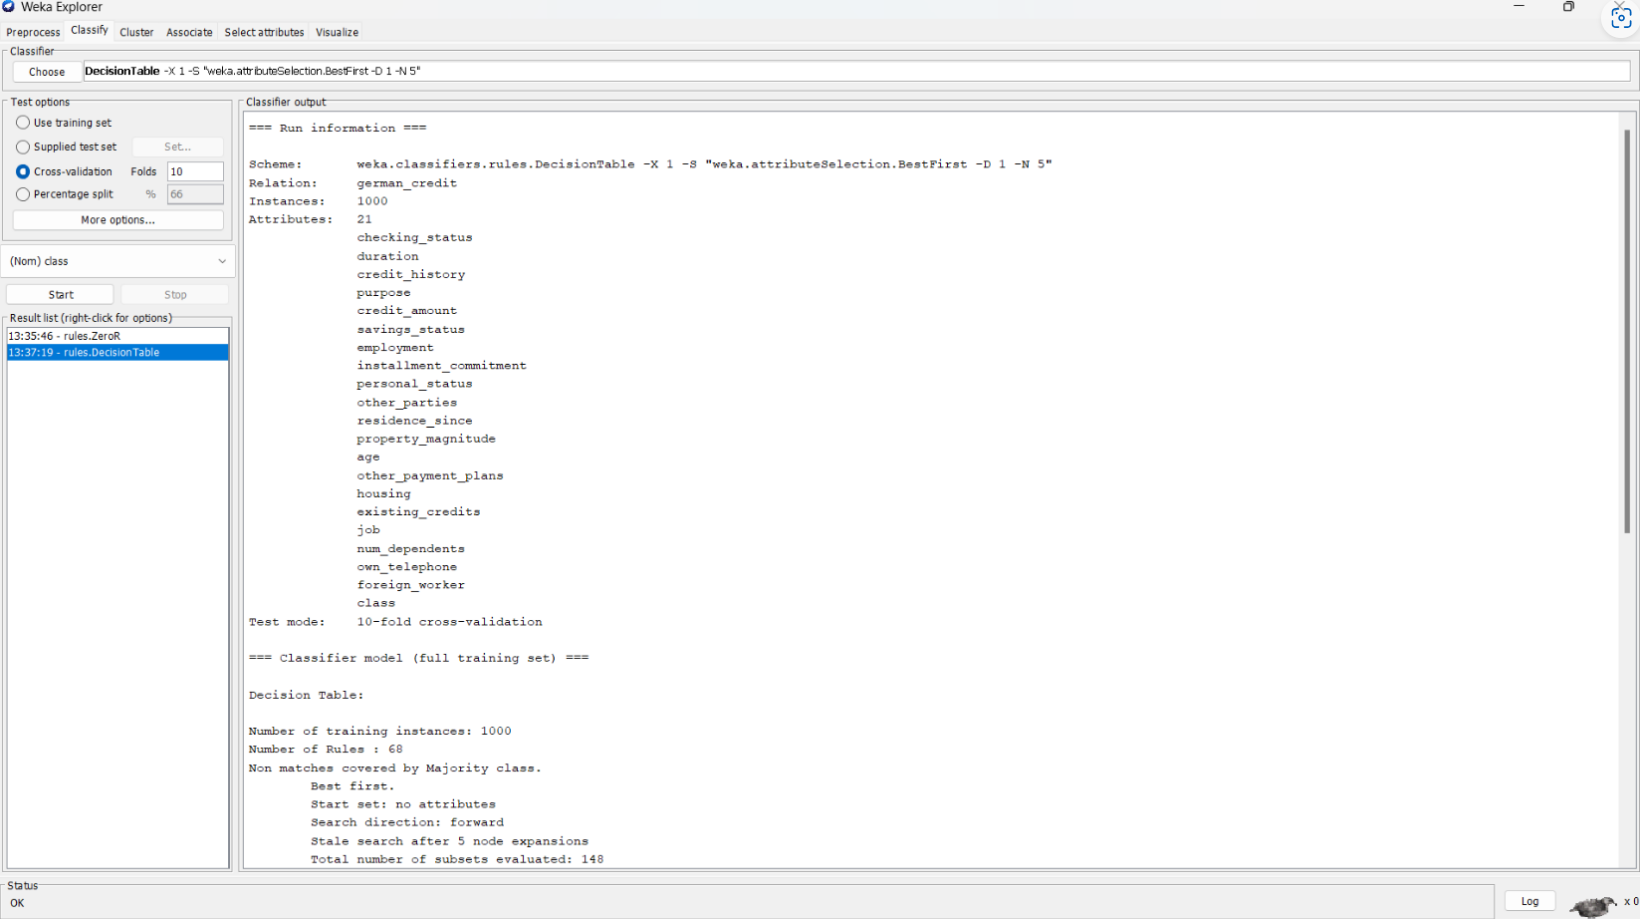 Weka Explorer
Preprocess Classify Cluster Associate Select attributes Visualize
Classifier
Choose DecisionTable -X 1 -S "weka.attributeSelection.BestFirst -D 1 -N 5"
Test options
Use training set
Supplied test set Set...
Cross-validation Folds 10
Percentage split % 66
More options...
(Nom) class
Start Stop
Result list (right-click for options)
13:35:46 - rules.ZeroR
13:37:19 - rules.DecisionTable
Classifier output
=== Run information ===
Scheme: weka.classifiers.rules.DecisionTable -X 1 -S "weka.attributeSelection.BestFirst -D 1 -N 5"
Relation: german_credit
Instances: 1000
Attributes: 21
checking_status
duration
credit_history
purpose
credit_amount
savings_status
employment
installment_commitment
personal_status
other_parties
residence_since
property_magnitude
age
other_payment_plans
housing
existing_credits
job
num_dependents
own_telephone
foreign_worker
class
Test mode: 10-fold cross-validation
=== Classifier model (full training set) ===
Decision Table:
Number of training instances: 1000
Number of Rules : 68
Non matches covered by Majority class.
Best first.
Start set: no attributes
Search direction: forward
Stale search after 5 node expansions
Total number of subsets evaluated: 148
Status
OK
Log x 0